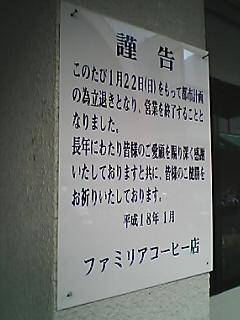 謹告
このたび1月22日(日)をもって都市計画
の為立退きとなり、営業を終了することと
なりました。
長年にわたり皆様のご愛顧を賜り深く感謝
いたしておりますと共に、皆様のご健勝を
お祈りいたしております。
平成18年1月
ファミリアコーヒー店